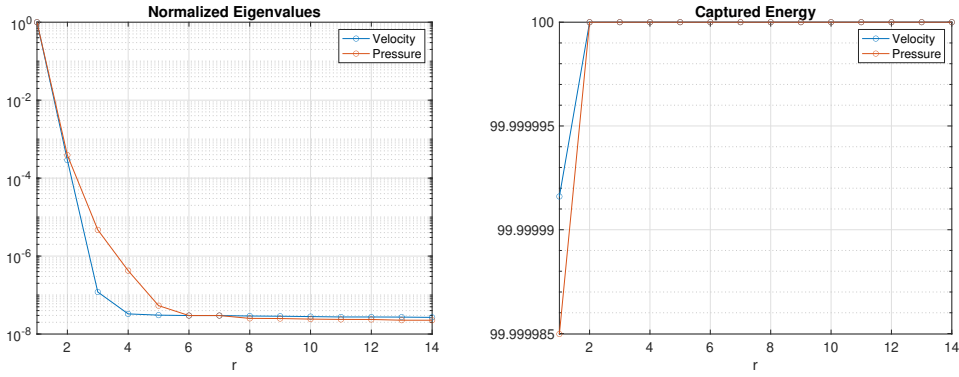 Normalized Eigenvalues
10^0
10^-2
10^-4
10^-6
10^-8
2 4 6 8 10 12 14
r
Velocity
Pressure
Captured Energy
100
99.999995
99.99999
99.999985
2 4 6 8 10 12 14
r
Velocity
Pressure